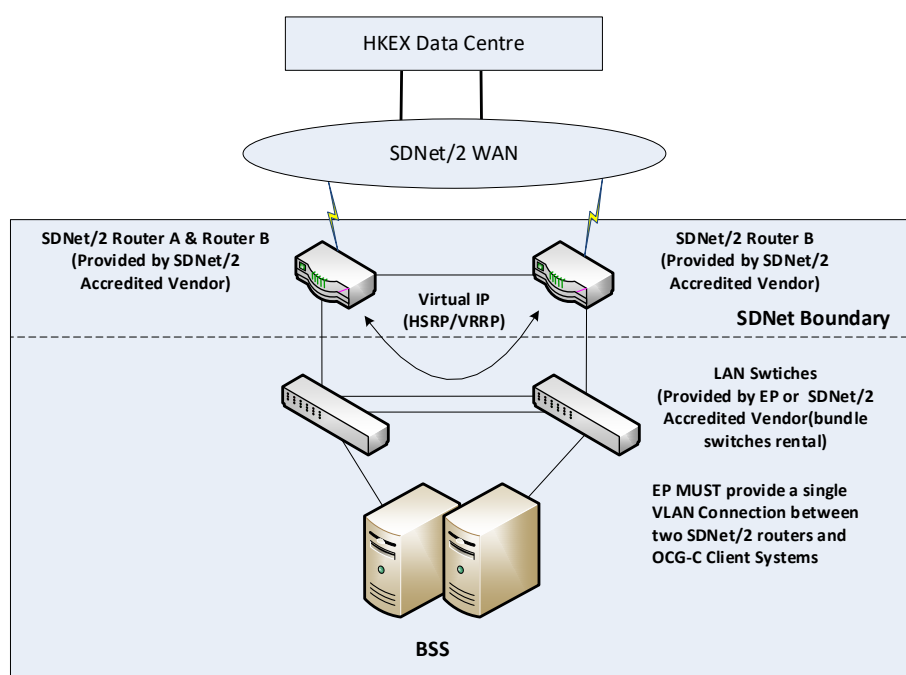 HKEX Data Centre
SDNet/2 WAN
SDNet/2 Router A & Router B
(Provided by SDNet/2
Accredited Vendor)
SDNet/2 Router B
(Provided by SDNet/2
Accredited Vendor)
Virtual IP
(HSRP/VRRP)
SDNet Boundary
LAN Swtiches
(Provided by EP or SDNet/2
Accredited Vendor(bundle
switches rental)
EP MUST provide a single
VLAN Connection between
two SDNet/2 routers and
OCG-C Client Systems
BSS